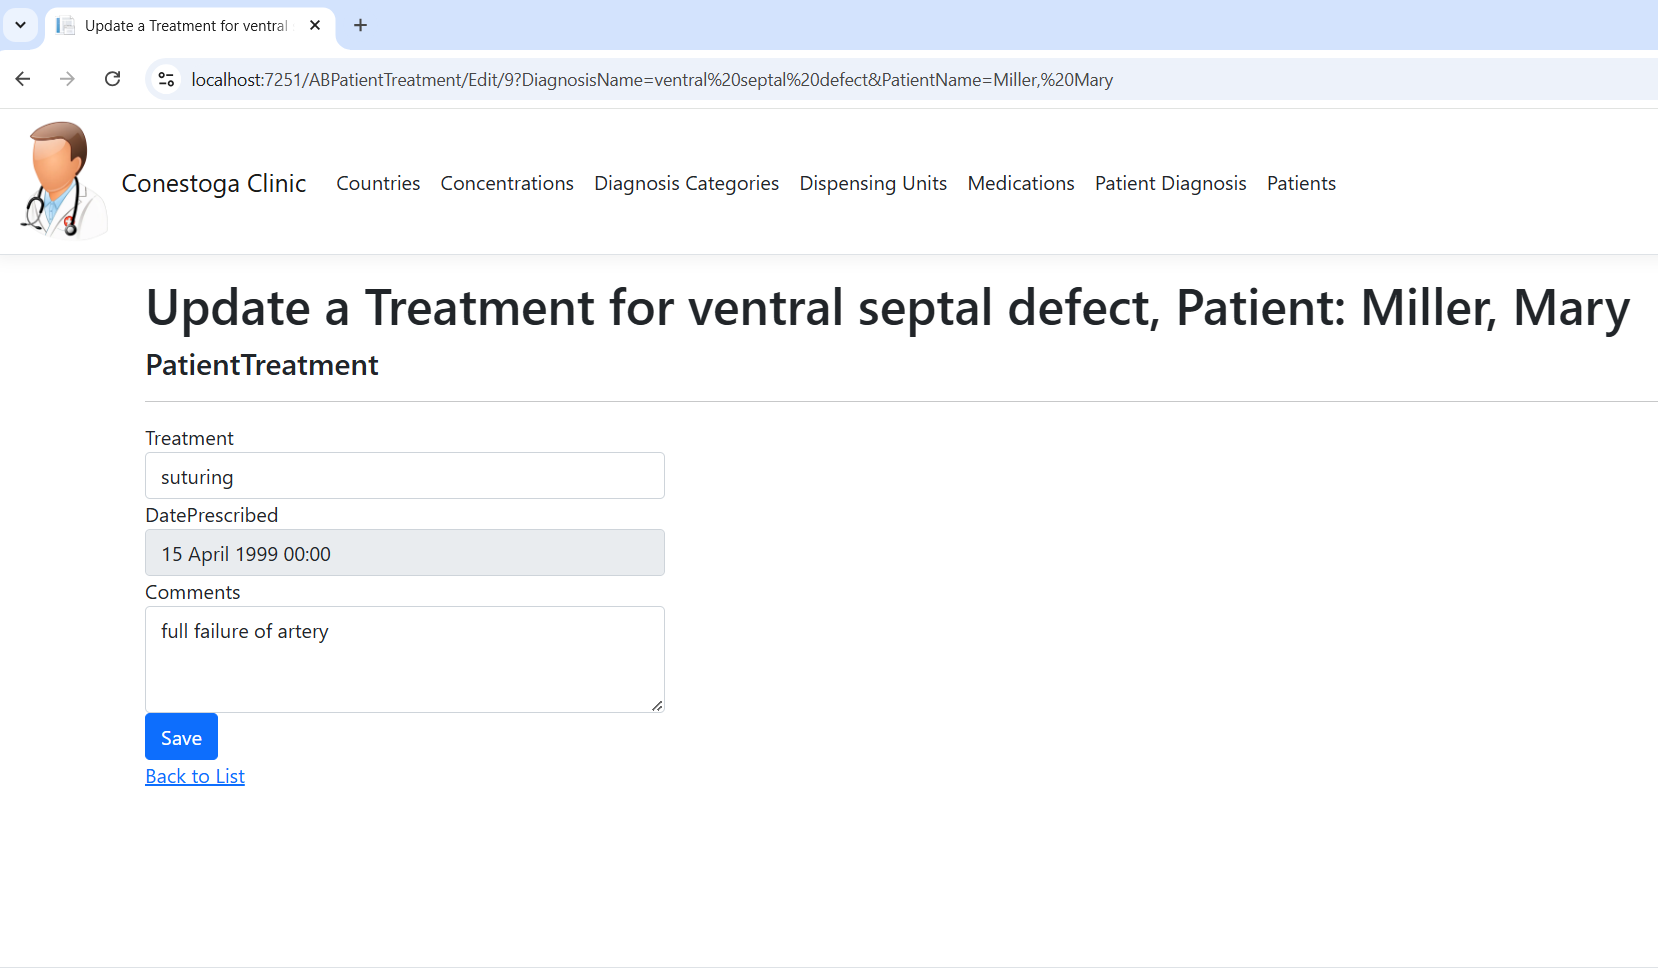 Update a Treatment for ventral
localhost:7251/ABPatientTreatment/Edit/9?DiagnosisName=ventral%20septal%20defect&PatientName=Miller,%20Mary
Conestoga Clinic Countries Concentrations Diagnosis Categories Dispensing Units Medications Patient Diagnosis Patients
Update a Treatment for ventral septal defect, Patient: Miller, Mary
PatientTreatment
Treatment
suturing
DatePrescribed
15 April 1999 00:00
Comments
full failure of artery
Save
Back to List